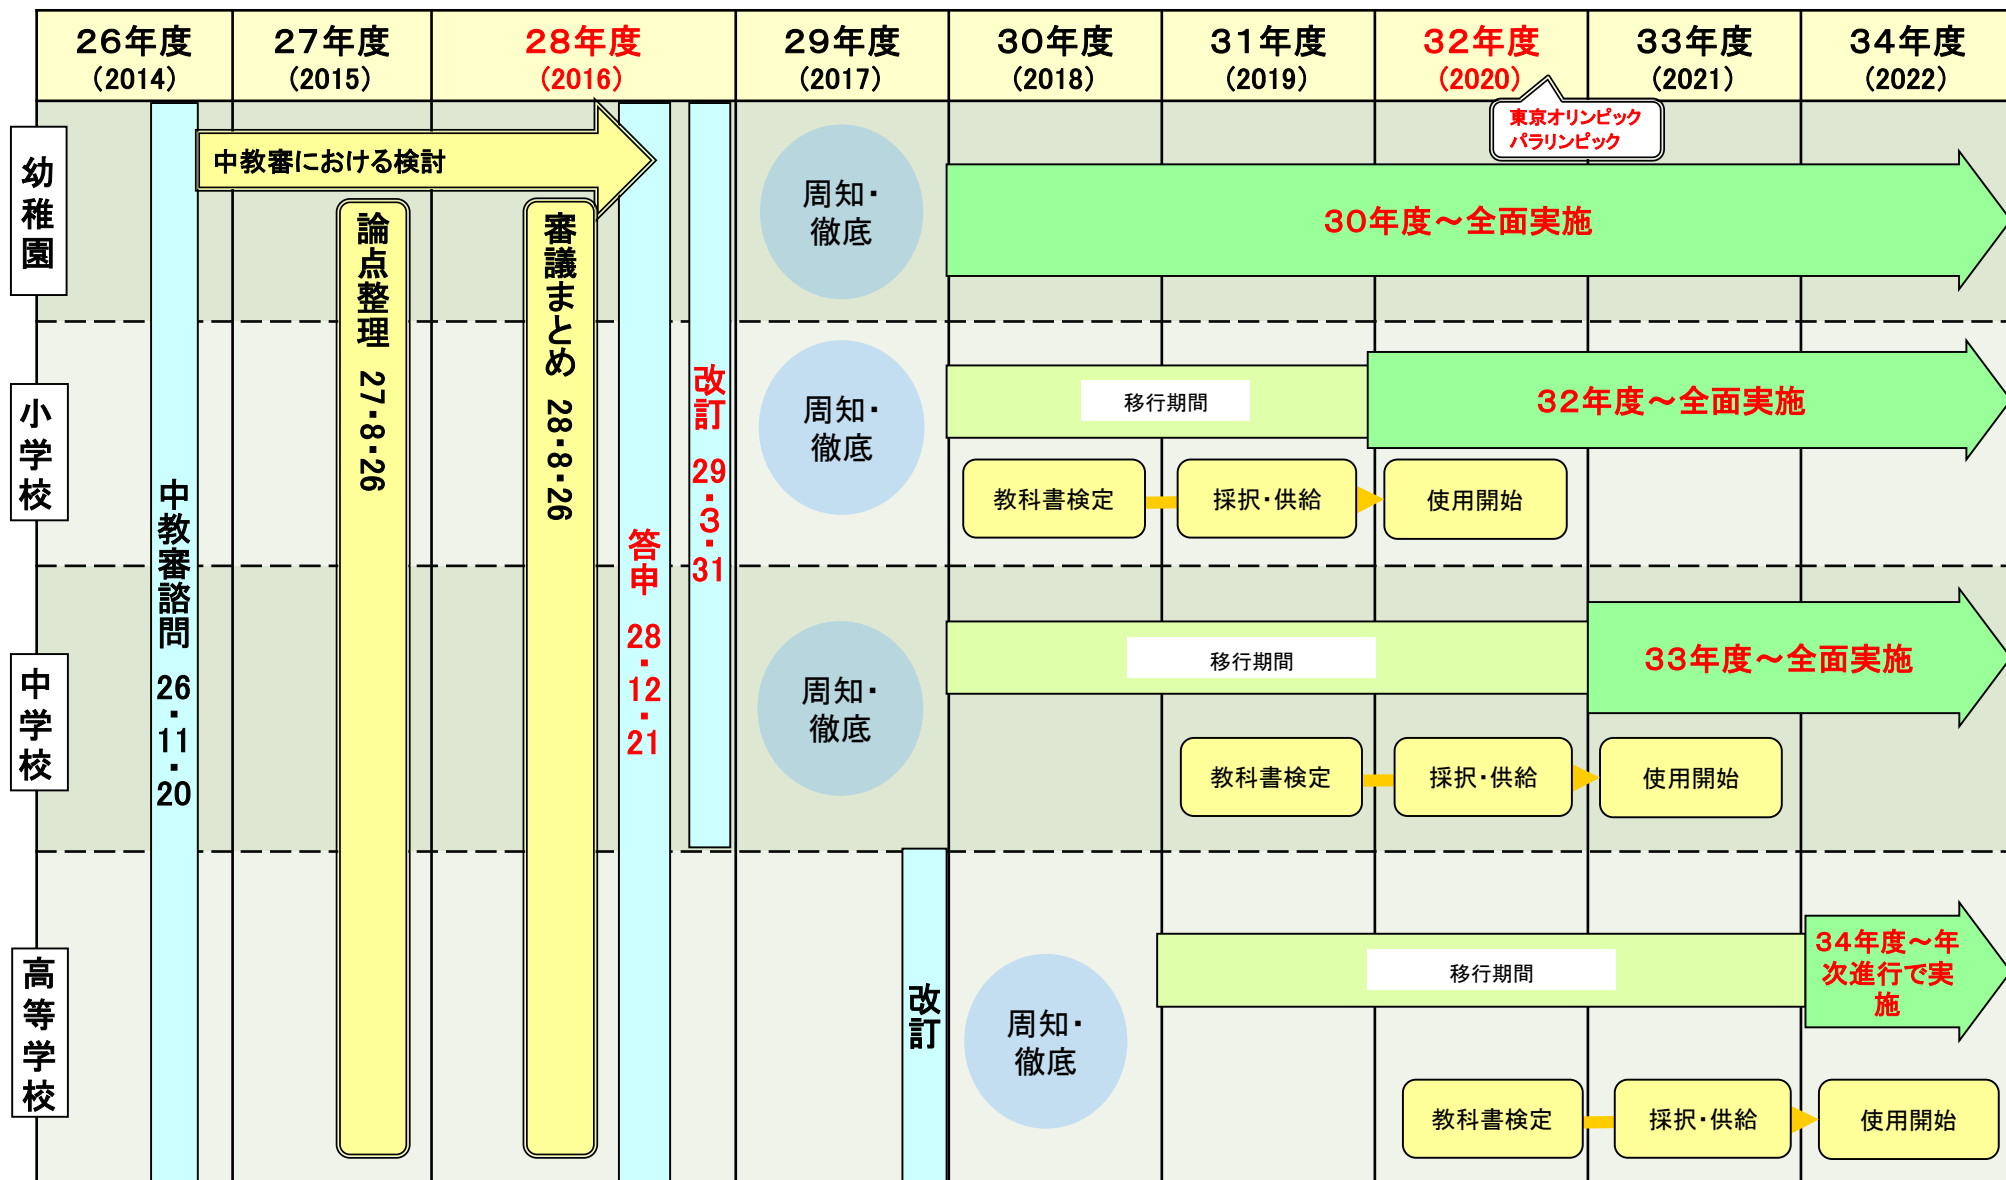 26年度
(2014)
27年度
(2015)
28年度
(2016)
29年度
(2017)
30年度
(2018)
31年度
(2019)
32年度
(2020)
33年度
(2021)
34年度
(2022)
東京オリンピック
パラリンピック
中教審諮問 26・11・20
中教審における検討
論点整理 27・8・26
審議まとめ 28・8・26
答申 28・12・21
改訂 29・3・31
幼稚園
周知・
徹底
30年度～全面実施
小学校
周知・
徹底
移行期間
32年度～全面実施
教科書検定
採択・供給
使用開始
中学校
周知・
徹底
移行期間
33年度～全面実施
教科書検定
採択・供給
使用開始
高等学校
改訂
周知・
徹底
移行期間
34年度～年
次進行で実
施
教科書検定
採択・供給
使用開始